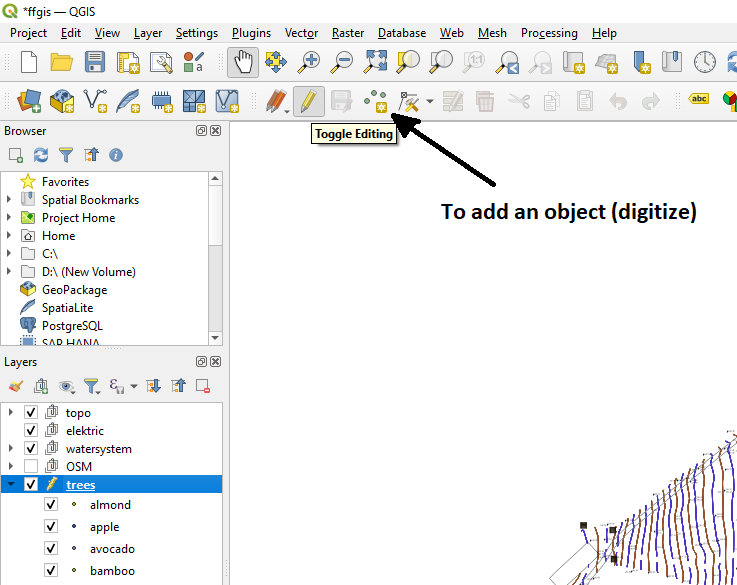 *ffgis — QGIS
Project Edit View Layer Settings Plugins Vector Raster Database Web Mesh Processing Help
1:1
a
abc
Toggle Editing
To add an object (digitize)
Browser
Favorites
Spatial Bookmarks
Project Home
Home
C:\
D:\ (New Volume)
GeoPackage
SpatiaLite
PostgreSQL
SAP HANA
Layers
topo
elektric
watersystem
OSM
trees
almond
apple
avocado
bamboo